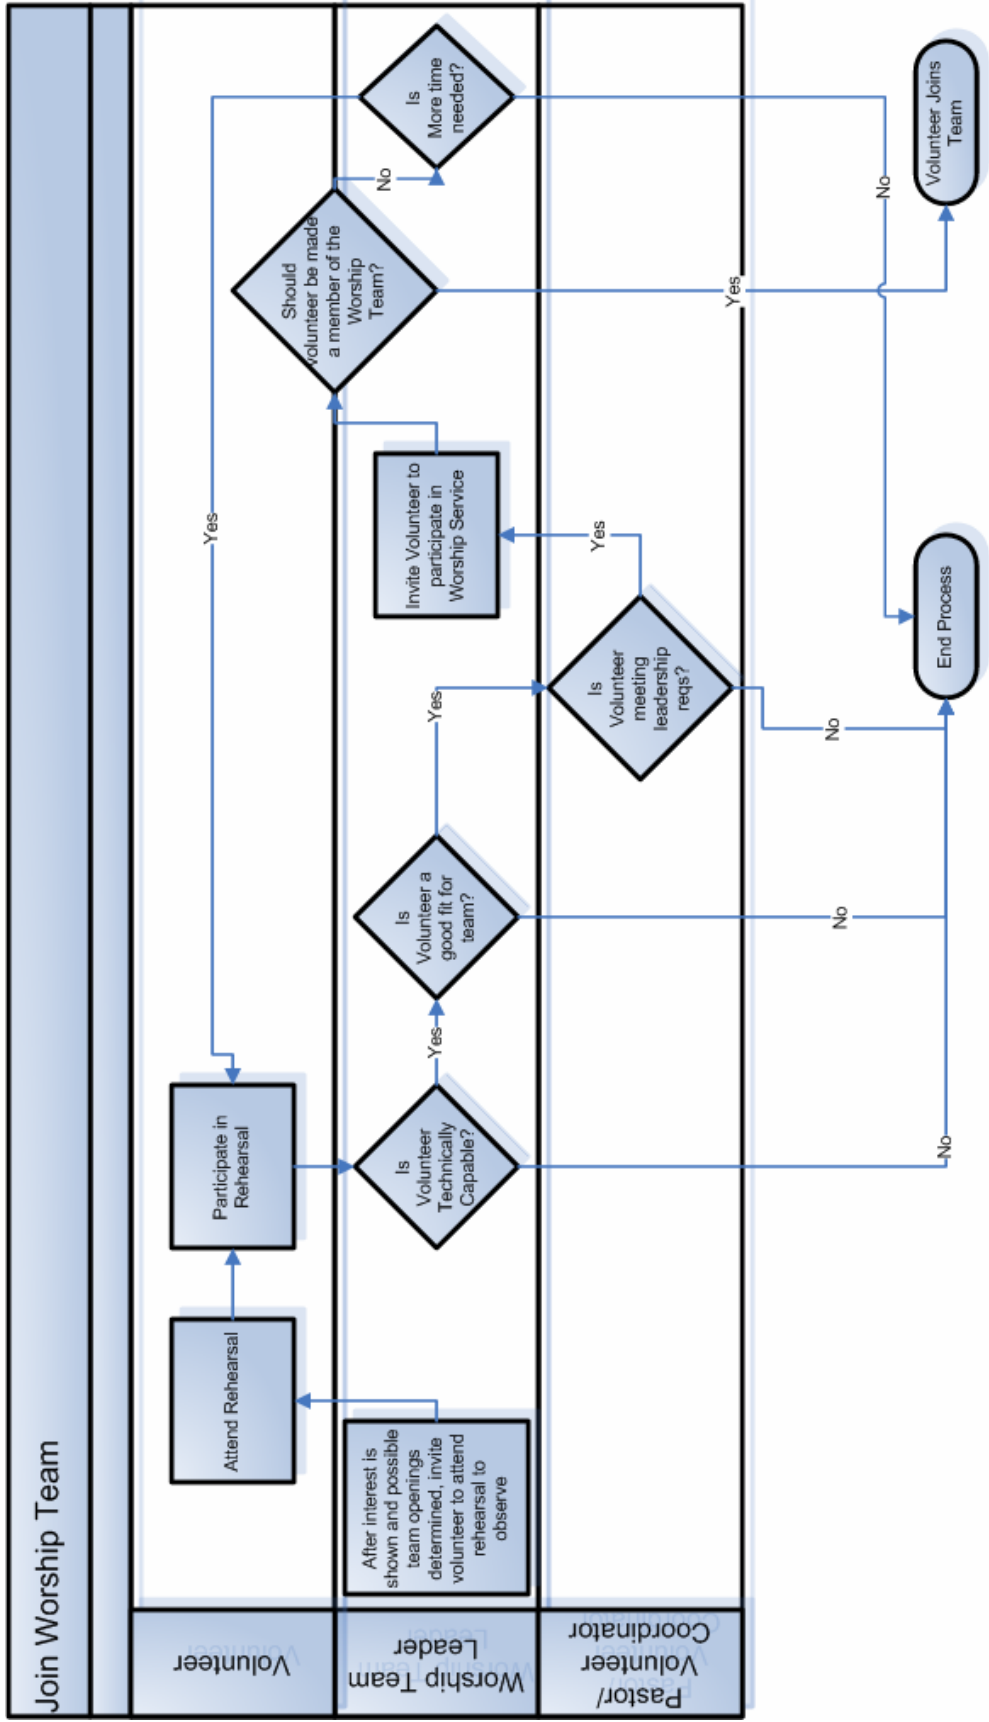 Join Worship Team
Volunteer
Worship Team
Leader
Pastor/
Volunteer
Coordinator
After interest is
shown and possible
team openings
determined, invite
volunteer to attend
rehearsal to
observe
Attend Rehearsal
Participate in
Rehearsal
Is
Volunteer
Technically
Capable?
Yes
No
Is
Volunteer a
good fit for
team?
Yes
No
Is
Volunteer
meeting
leadership
reqs?
Yes
No
Invite Volunteer to
participate in
Worship Service
Should
volunteer be made
a member of the
Worship
Team?
No
Yes
Is
More time
needed?
Yes
No
End Process
Volunteer Joins
Team